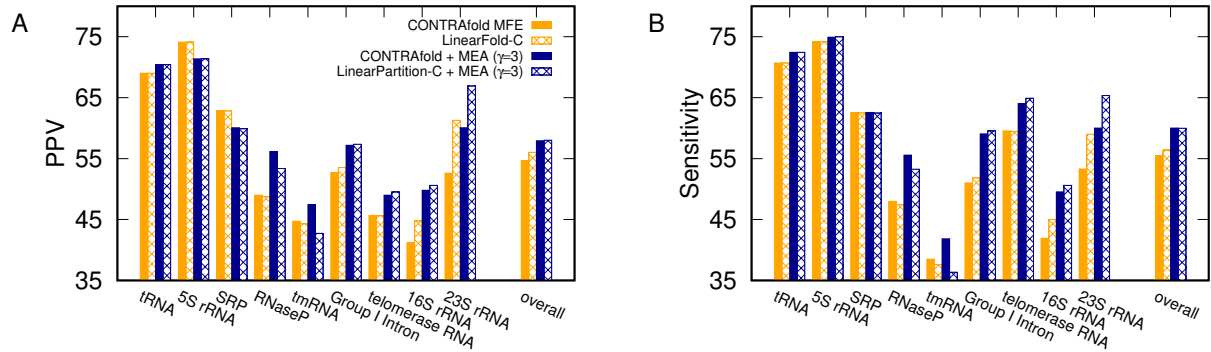 A
PPV
75
65
55
45
35
CONTRAfold MFE
LinearFold-C
CONTRAfold + MEA (γ=3)
LinearPartition-C + MEA (γ=3)
tRNA
5S rRNA
SRP
RNaseP
tmRNA
Group I Intron
telomerase RNA
16S rRNA
23S rRNA
overall
B
Sensitivity
75
65
55
45
35
tRNA
5S rRNA
SRP
RNaseP
tmRNA
Group I Intron
telomerase RNA
16S rRNA
23S rRNA
overall